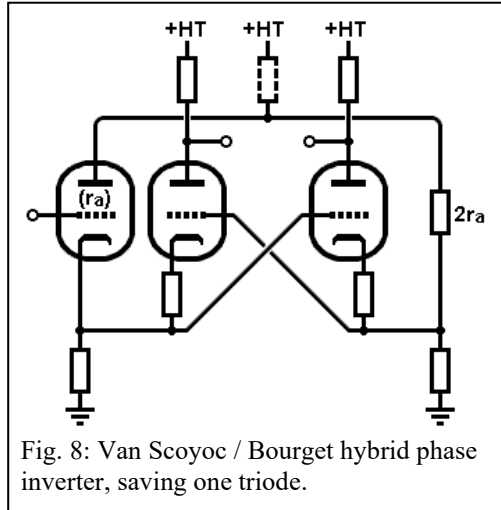 +HT +HT +HT
(ra)
2ra
Fig. 8: Van Scoyoc / Bourget hybrid phase
inverter, saving one triode.